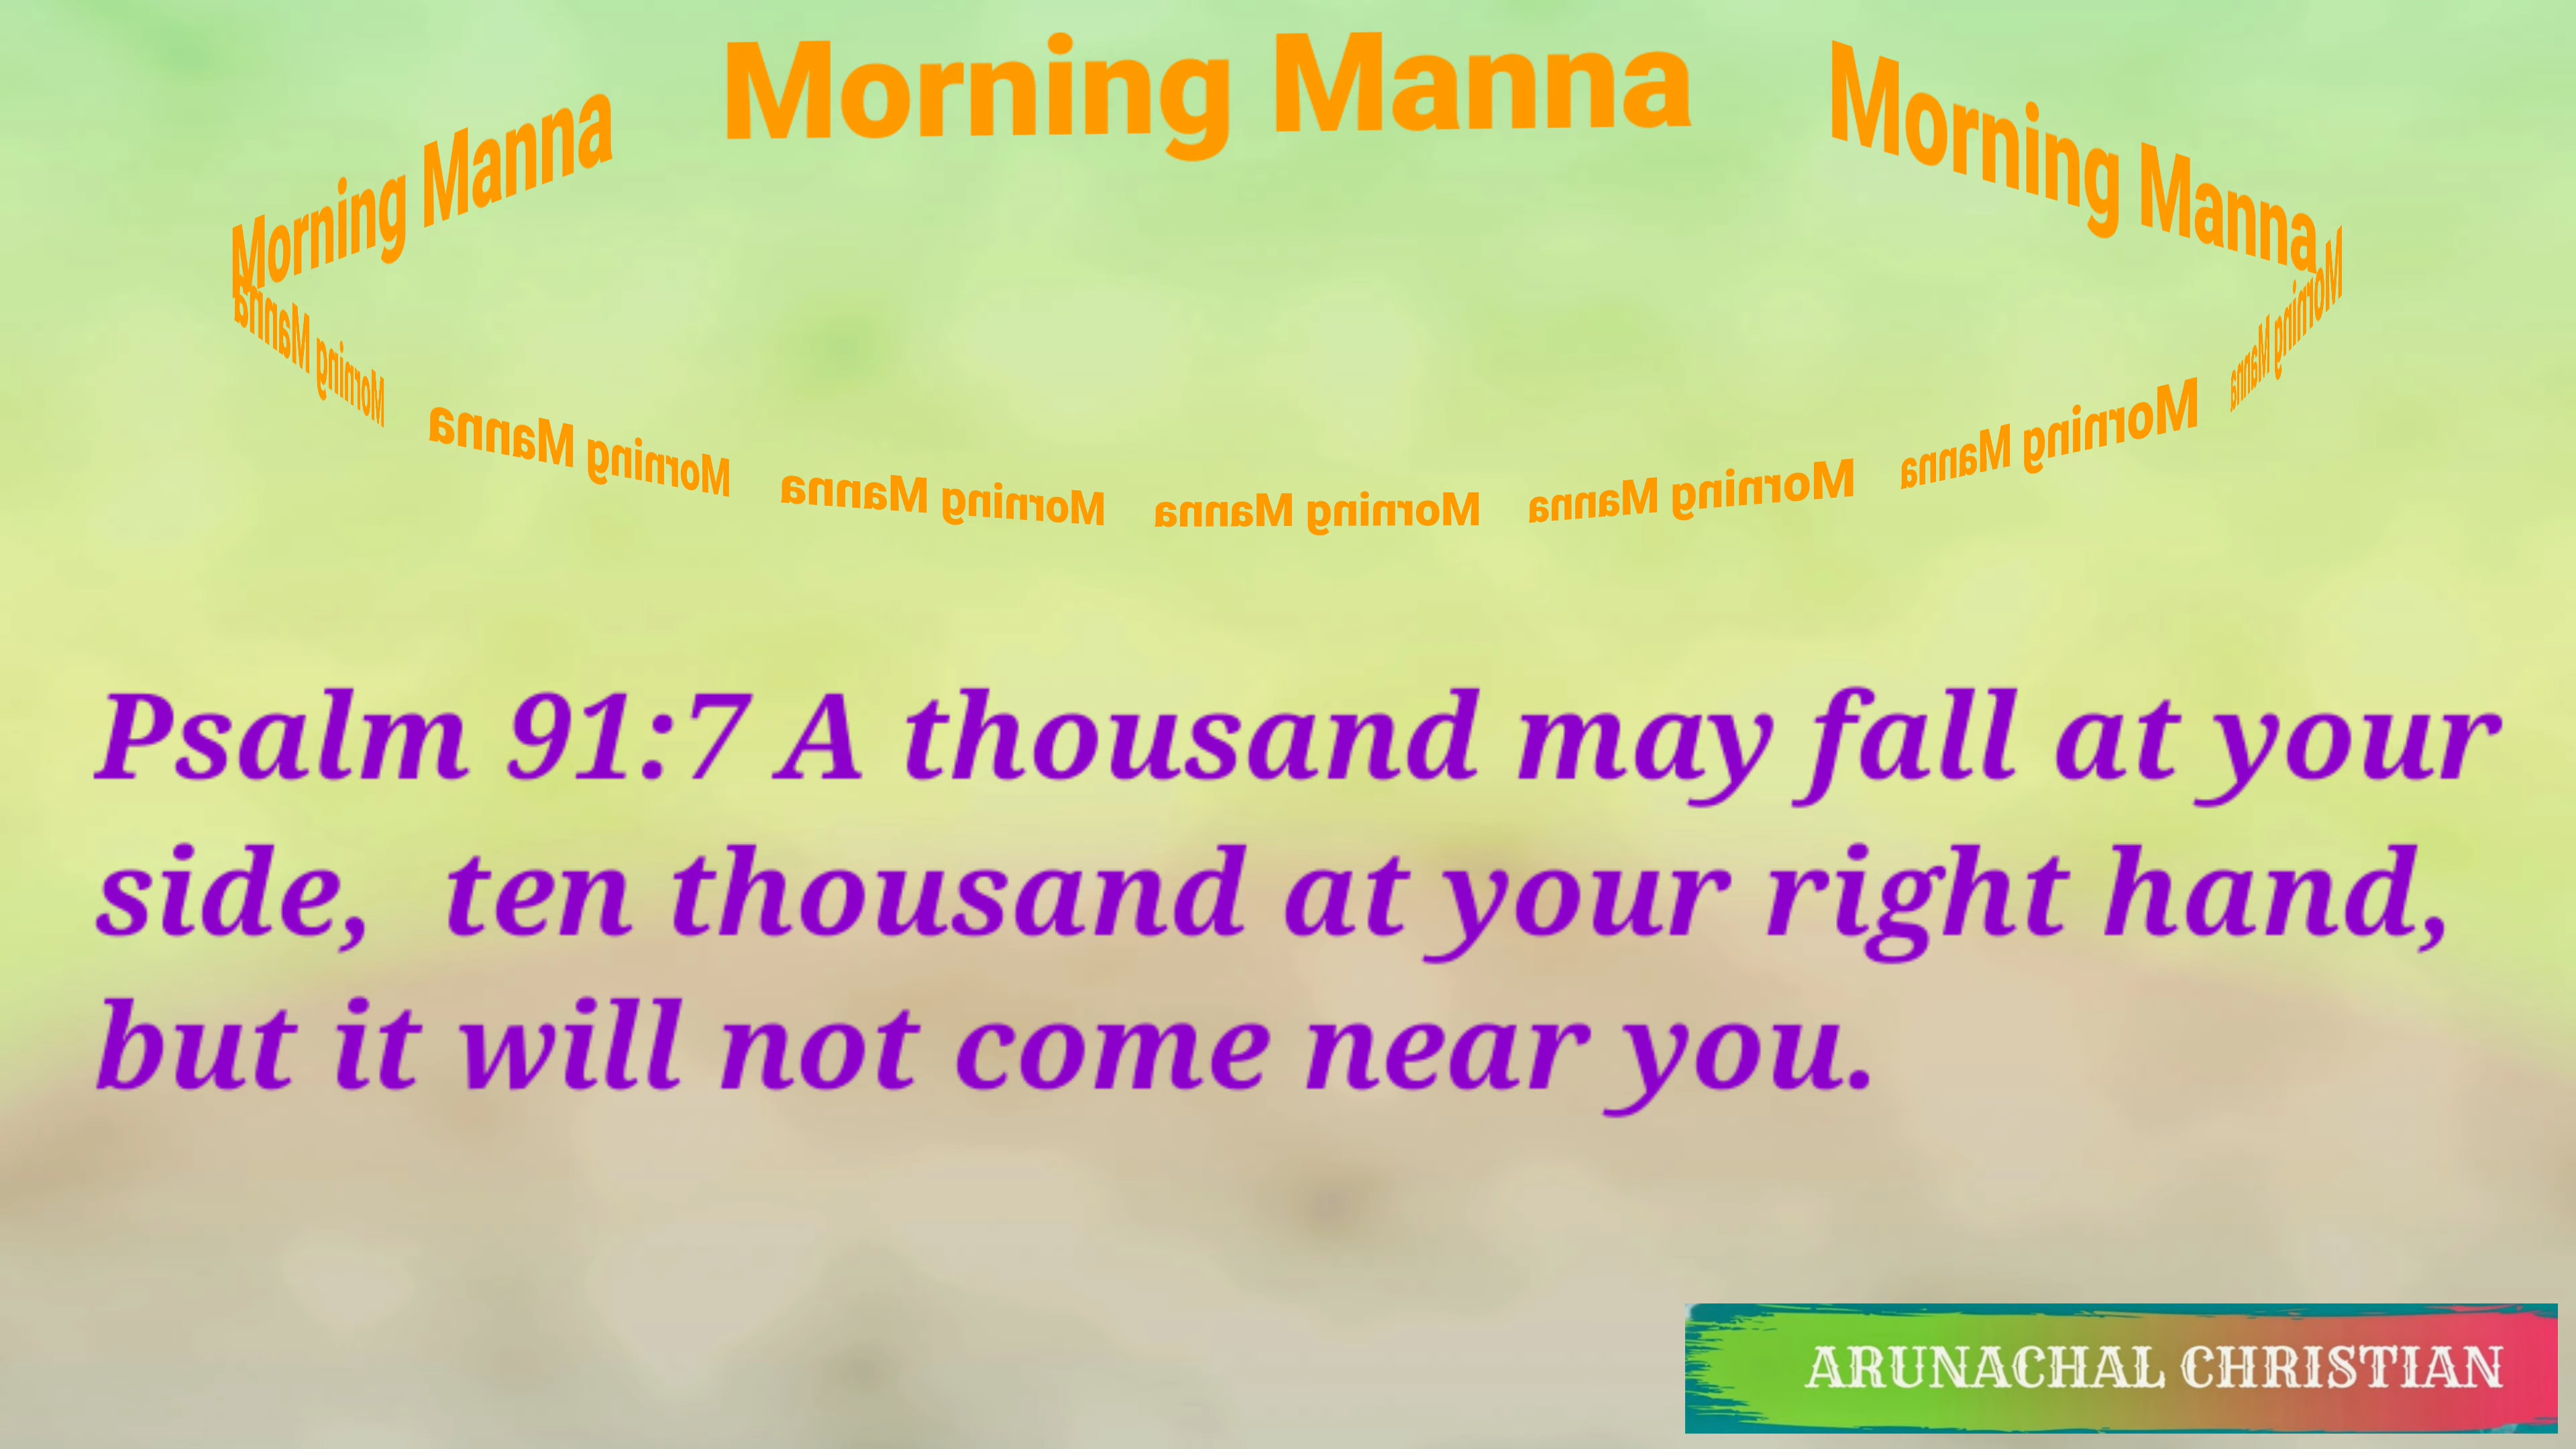 Morning Manna
Morning Manna
Morning Manna
Morning Manna
Morning Manna
Morning Manna
Morning Manna
Morning Manna
Morning Manna
Morning Manna
Psalm 91:7 A thousand may fall at your
side,  ten thousand at your right hand,
but it will not come near you.
ARUNACHAL CHRISTIAN